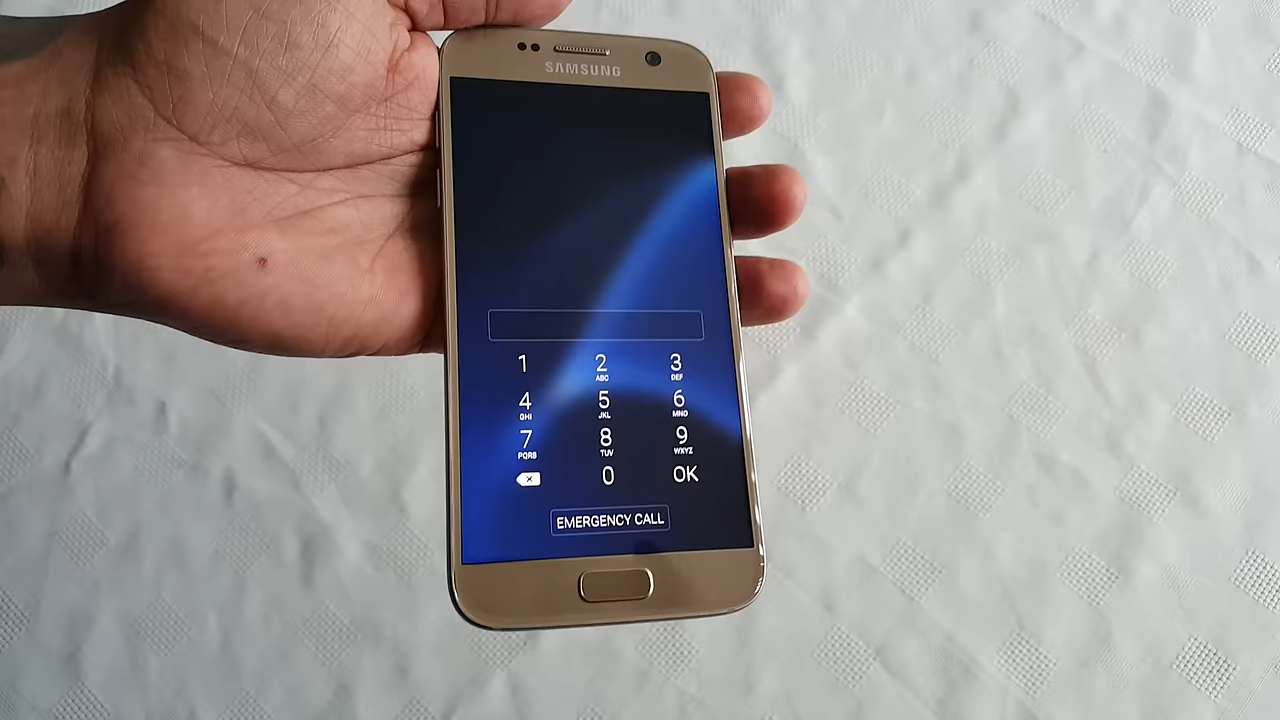 SAMSUNG
1 2 3
ABC DEF
4 5 6
GHI JKL MNO
7 8 9
PQRS TUV WXYZ
0 OK
EMERGENCY CALL